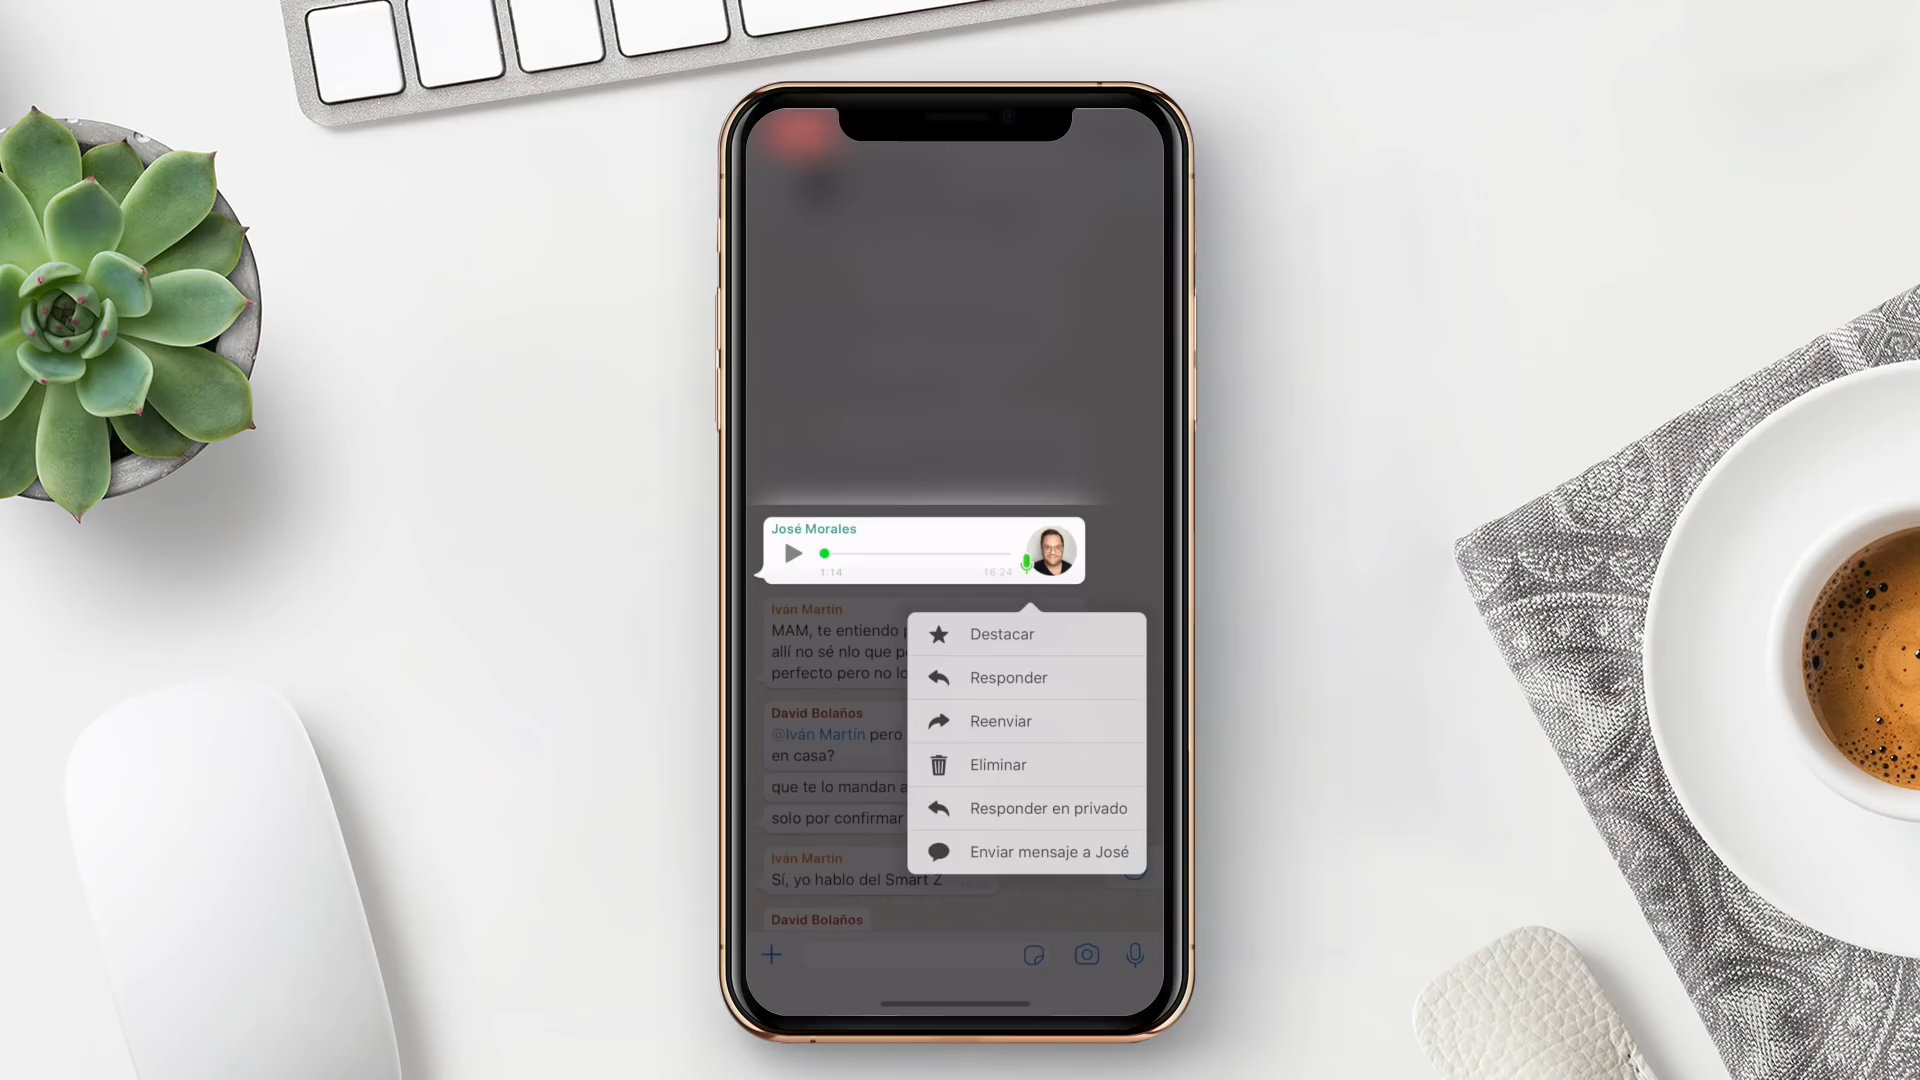 José Morales
1:14
16:24
Iván Martín
MAM, te entiendo
allí no sé nlo que
perfecto pero no
David Bolaños
@Iván Martín pero
en casa?
que te lo mandan a
solo por confirmar
Iván Martín
Sí, yo hablo del Smart Z
David Bolaños
Destacar
Responder
Reenviar
Eliminar
Responder en privado
Enviar mensaje a José